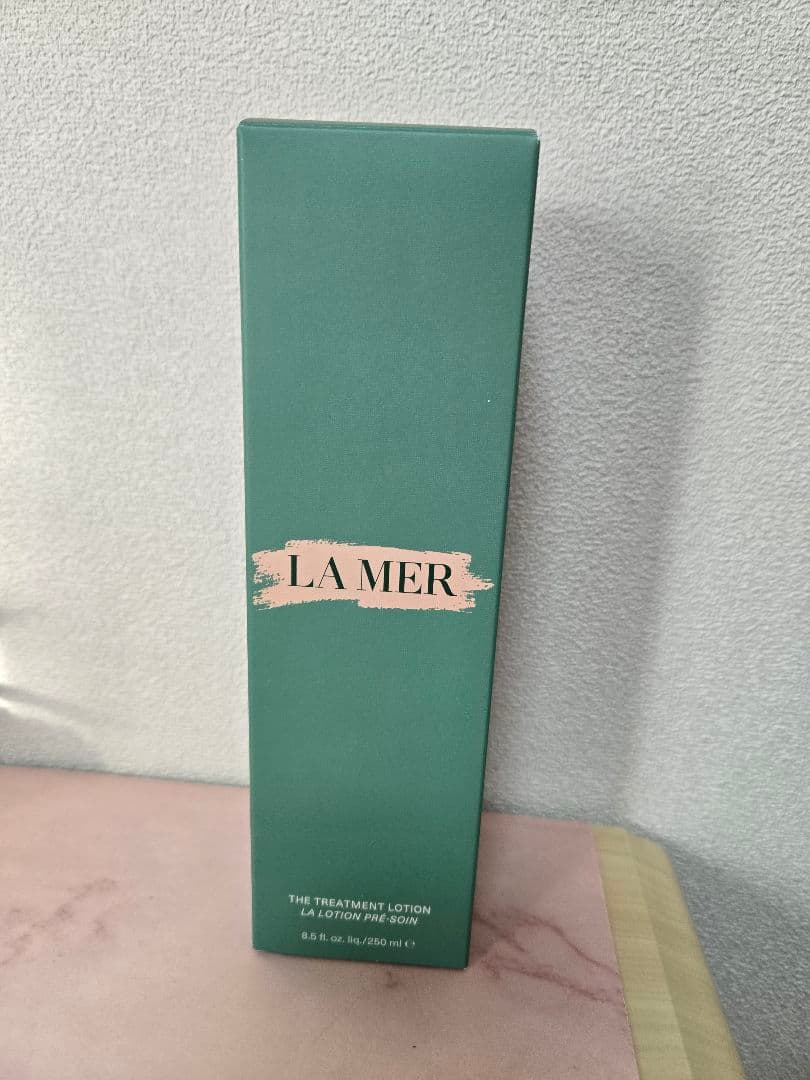 LA MER
THE TREATMENT LOTION
LA LOTION PRÉ-SOIN
8.5 fl. oz. liq./250 ml ℮